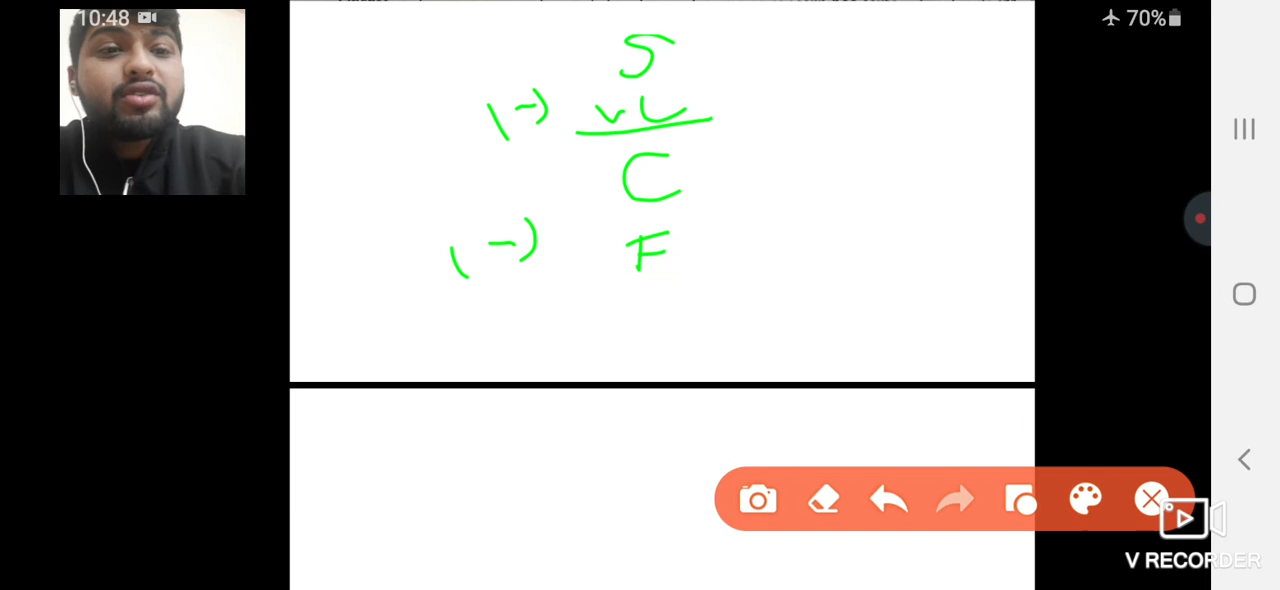 10:48
70%
S
(-) VC
C
(-) F
V RECORDER